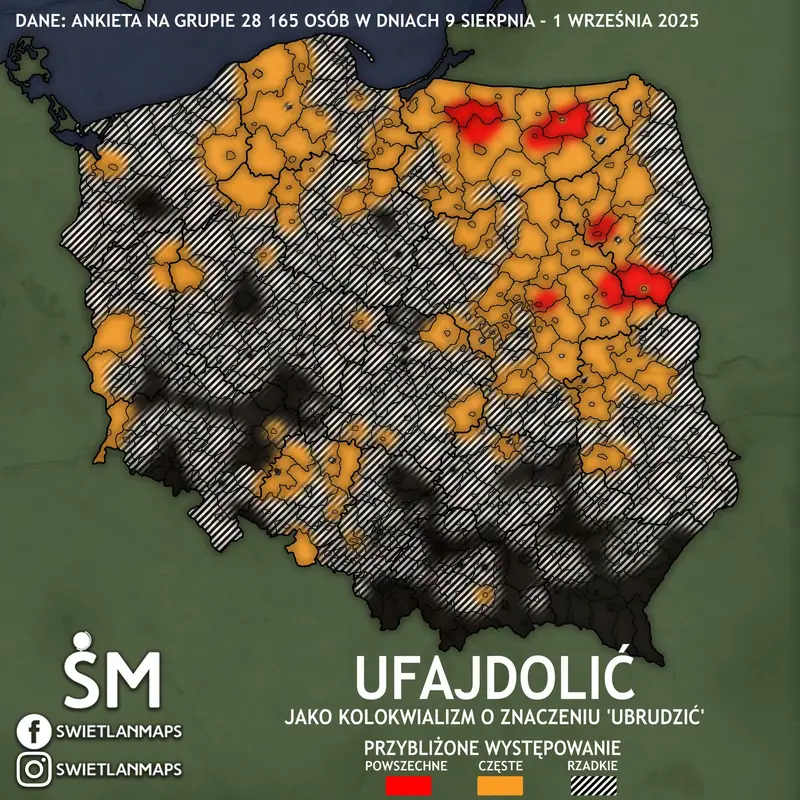 DANE: ANKIETA NA GRUPIE 28 165 OSÓB W DNIACH 9 SIERPNIA - 1 WRZEŚNIA 2025
ŚM
SWIETLANMAPS
SWIETLANMAPS
UFAJDOLIĆ
JAKO KOLOKWIALIZM O ZNACZENIU 'UBRUDZIĆ'
PRZYBLIŻONE WYSTĘPOWANIE
POWSZECHNE CZĘSTE RZADKIE